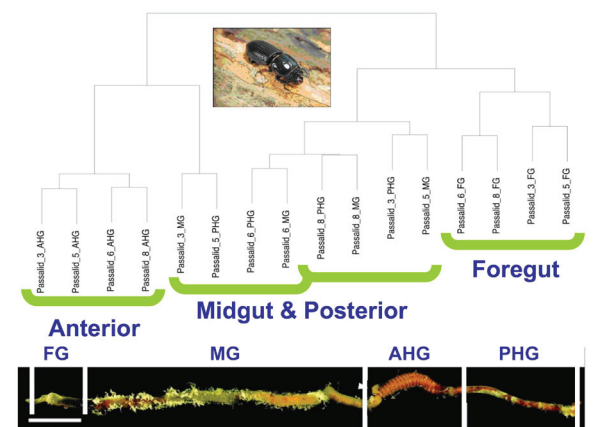 Passalid_3_AHG
Passalid_5_AHG
Passalid_6_AHG
Passalid_8_AHG
Passalid_3_MG
Passalid_5_PHG
Passalid_6_PHG
Passalid_6_MG
Passalid_8_PHG
Passalid_8_MG
Passalid_3_PHG
Passalid_5_MG
Passalid_6_FG
Passalid_8_FG
Passalid_3_FG
Passalid_5_FG
Anterior
Midgut & Posterior
Foregut
FG MG AHG PHG